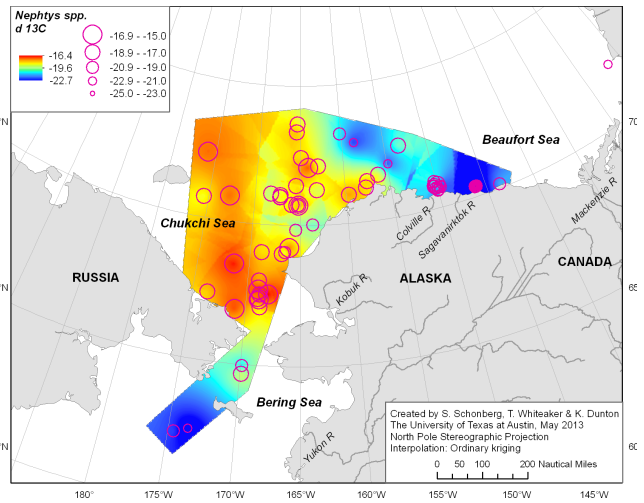 Nephtys spp.
d 13C
-16.4
-19.6
-22.7
-16.9 - -15.0
-18.9 - -17.0
-20.9 - -19.0
-22.9 - -21.0
-25.0 - -23.0
Beaufort Sea
Chukchi Sea
Mackenzie R
Colville R
Sagavanirktok R
RUSSIA
Kobuk R
ALASKA
CANADA
65
Bering Sea
Yukon R
Created by S. Schonberg, T. Whiteaker & K. Dunton
The University of Texas at Austin, May 2013
North Pole Stereographic Projection
Interpolation: Ordinary kriging
0 50 100 200 Nautical Miles
180° 175°W 170°W 165°W 160°W 155°W 150°W 145°W